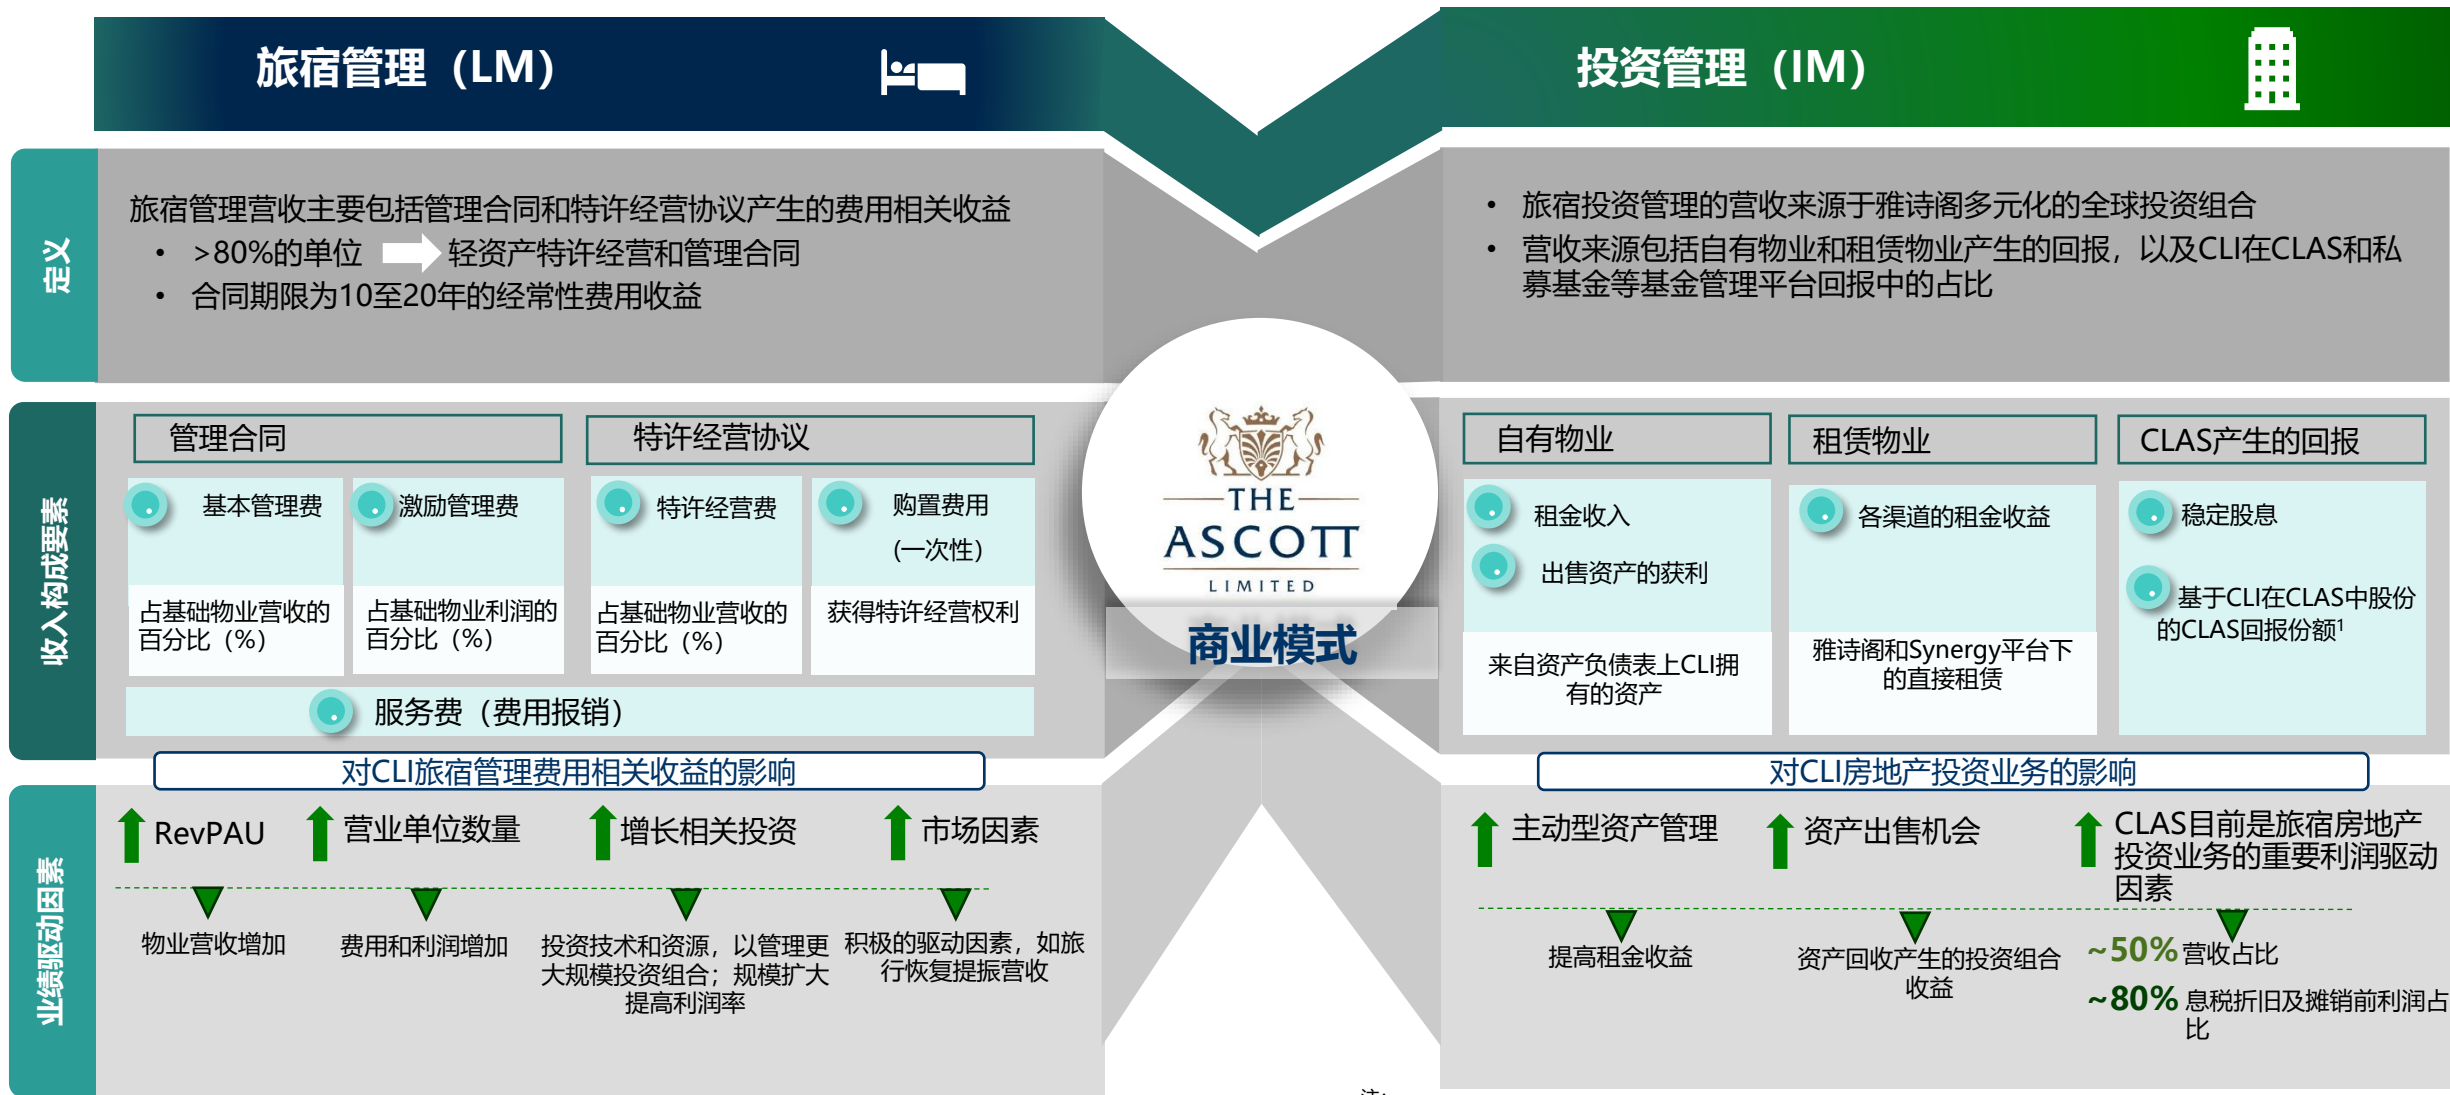 旅宿管理（LM）
投资管理（IM）
定义
旅宿管理营收主要包括管理合同和特许经营协议产生的费用相关收益
• >80%的单位 轻资产特许经营和管理合同
• 合同期限为10至20年的经常性费用收益
• 旅宿投资管理的营收来源于雅诗阁多元化的全球投资组合
• 营收来源包括自有物业和租赁物业产生的回报，以及CLI在CLAS和私
募基金等基金管理平台回报中的占比
收入构成要素
管理合同
特许经营协议
基本管理费
激励管理费
特许经营费
购置费用
(一次性）
占基础物业营收的
百分比（%）
占基础物业利润的
百分比（%）
占基础物业营收的
百分比（%）
获得特许经营权利
服务费（费用报销）
THE
ASCOTT
LIMITED
商业模式
自有物业
租赁物业
CLAS产生的回报
租金收入
出售资产的获利
来自资产负债表上CLI拥
有的资产
各渠道的租金收益
雅诗阁和Synergy平台下
的直接租赁
稳定股息
基于CLI在CLAS中股份
的CLAS回报份额¹
对CLI旅宿管理费用相关收益的影响
对CLI房地产投资业务的影响
业绩驱动因素
RevPAU
营业单位数量
增长相关投资
市场因素
物业营收增加
费用和利润增加
投资技术和资源，以管理更
大规模投资组合；规模扩大
提高利润率
积极的驱动因素，如旅
行恢复提振营收
主动型资产管理
资产出售机会
CLAS目前是旅宿房地产
投资业务的重要利润驱动
因素
提高租金收益
资产回收产生的投资组合
收益
~50% 营收占比
~80% 息税折旧及摊销前利润占
比